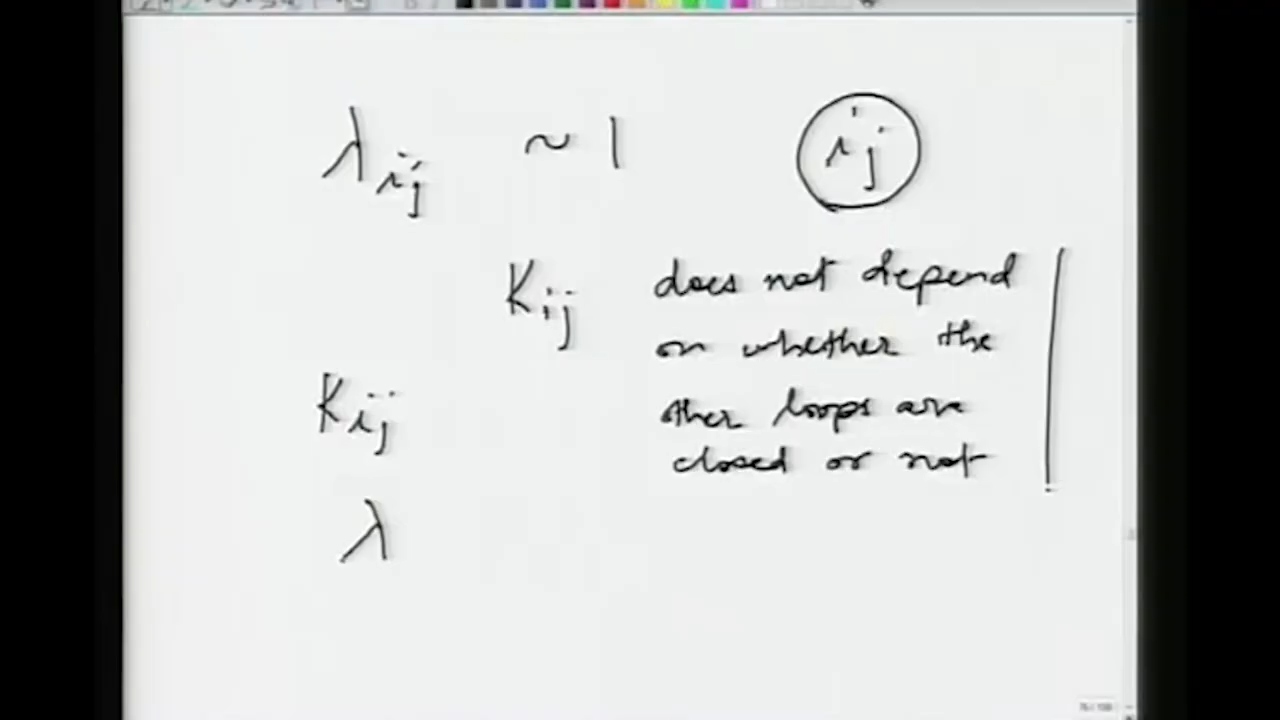 λij ~ 1 ij
Kij does not depend
on whether the
Kij other loops are
closed or not
λ